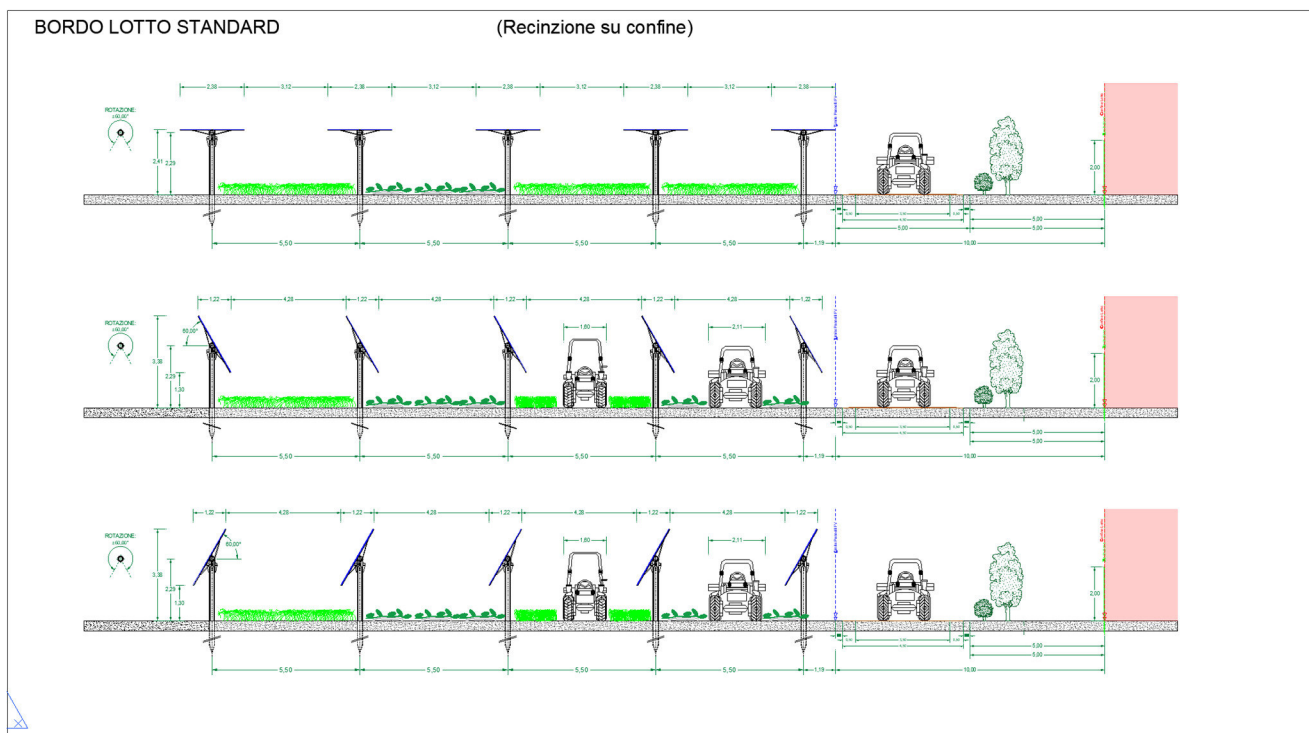 BORDO LOTTO STANDARD (Recinzione su confine)
2,38 3,12 2,38 3,12 2,38 3,12 2,38 3,12 2,38
ROTAZIONE:
±60,00°
2,41 2,29 2,00
5,00 5,00
5,50 5,50 5,50 5,50 1,19 10,00
1,22 4,28 1,22 4,28 1,22 4,28 1,22 4,28 1,22
ROTAZIONE:
±60,00°
60,00° 1,60 2,11
3,38 2,29 1,30 2,00
5,00
5,00
5,50 5,50 5,50 5,50 1,19 10,00
1,22 4,28 1,22 4,28 1,22 4,28 1,22 4,28 1,22
ROTAZIONE:
±60,00°
60,00° 1,60 2,11
3,38 2,29 1,30 2,00
5,00
5,00
5,50 5,50 5,50 5,50 1,19 10,00
X